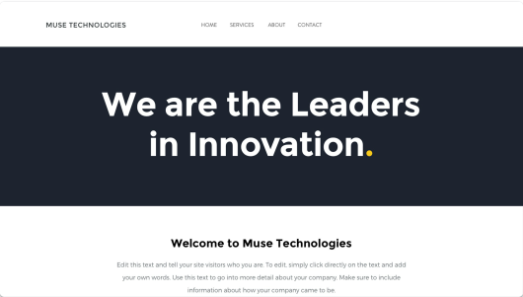 MUSE TECHNOLOGIES
HOME SERVICES ABOUT CONTACT
We are the Leaders
in Innovation.
Welcome to Muse Technologies
Edit this text and tell your site visitors who you are. To edit, simply click directly on the text and add
your own words. Use this text to go into more detail about your company. Make sure to include
information about how your company came to be.